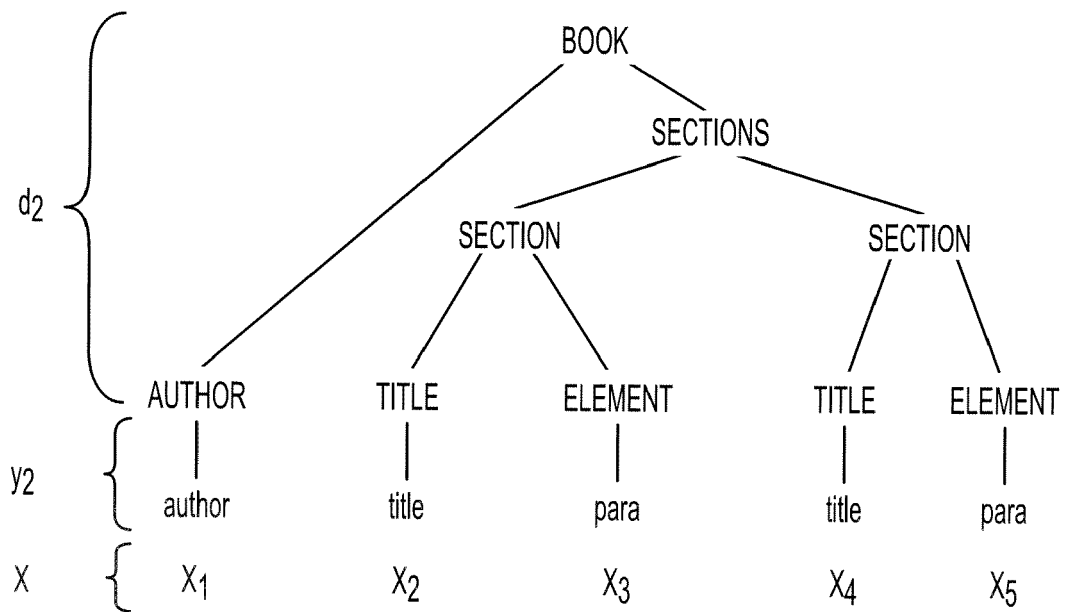 BOOK
SECTIONS
d2
SECTION SECTION
AUTHOR TITLE ELEMENT TITLE ELEMENT
y2
author title para title para
X X1 X2 X3 X4 X5